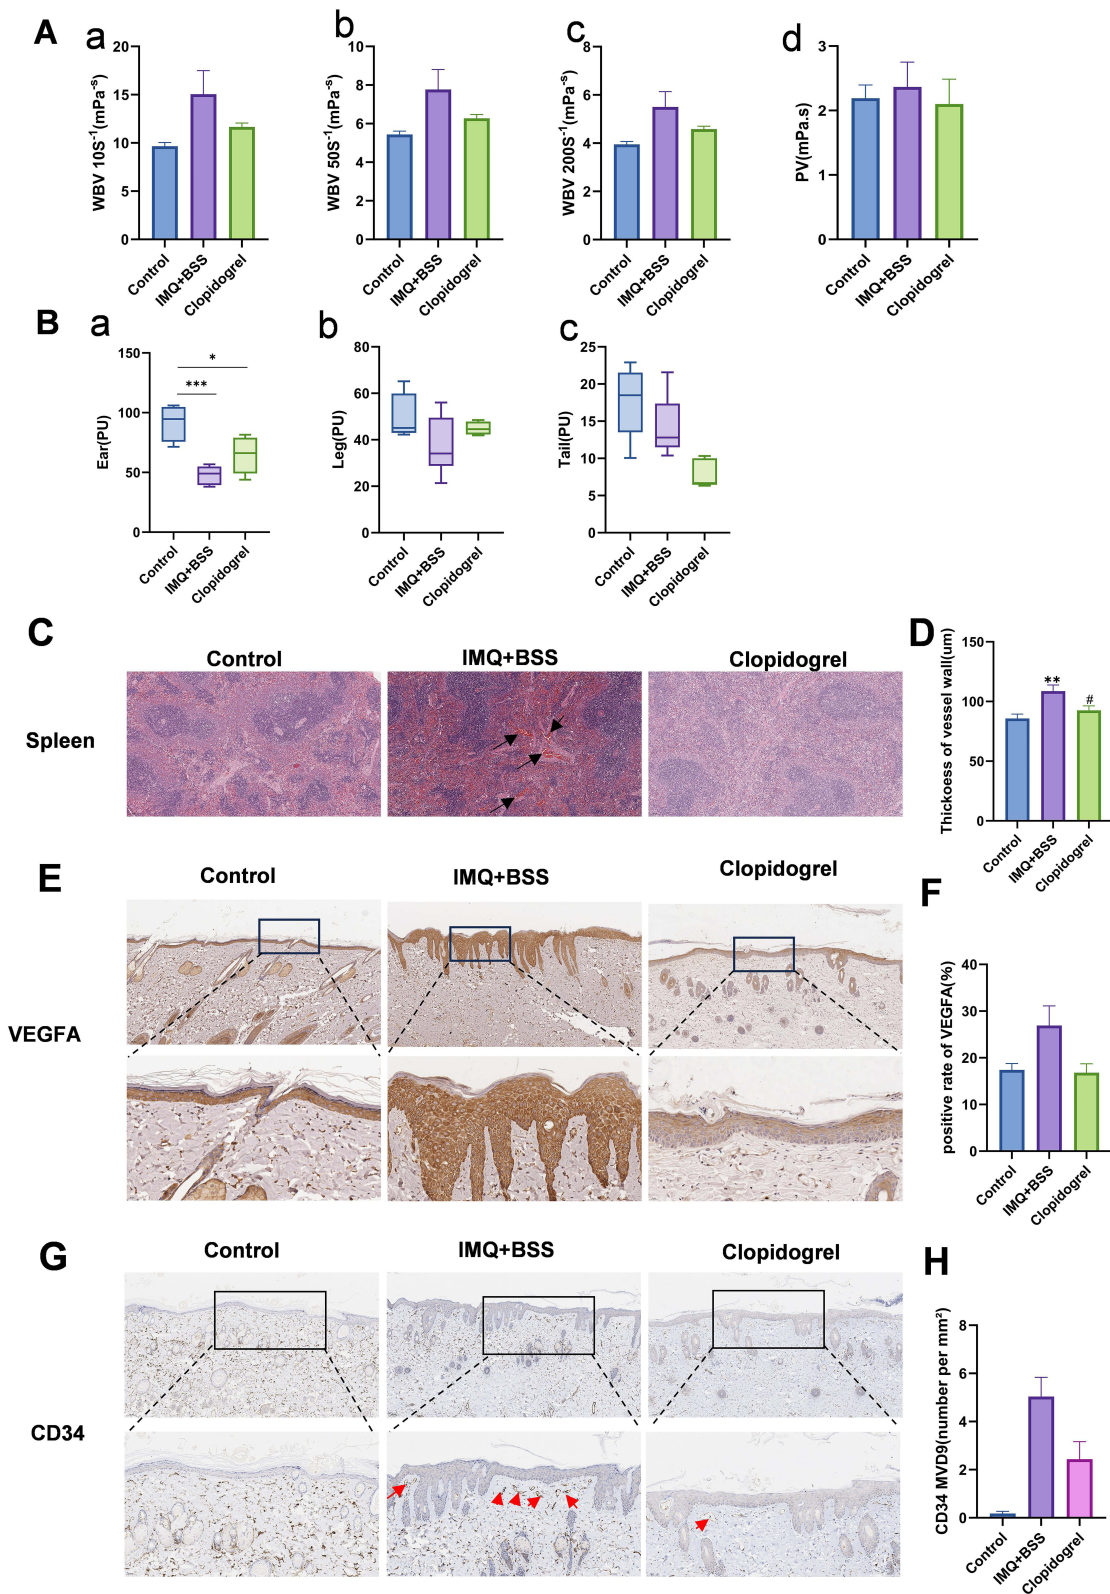 A
a
WBV 10S⁻¹(mPa⁻ˢ)
20
15
10
5
0
Control
IMQ+BSS
Clopidogrel
b
WBV 50S⁻¹(mPa⁻ˢ)
10
8
6
4
2
0
Control
IMQ+BSS
Clopidogrel
c
WBV 200S⁻¹(mPa⁻ˢ)
8
6
4
2
0
Control
IMQ+BSS
Clopidogrel
d
PV(mPa.s)
3
2
1
0
Control
IMQ+BSS
Clopidogrel
B
a
Ear(PU)
150
100
50
0
*
***
Control
IMQ+BSS
Clopidogrel
b
Leg(PU)
80
60
40
20
0
Control
IMQ+BSS
Clopidogrel
c
Tail(PU)
25
20
15
10
5
0
Control
IMQ+BSS
Clopidogrel
C
Control
IMQ+BSS
Clopidogrel
Spleen
D
Thickoess of vessel wall(um)
150
100
50
0
**
#
Control
IMQ+BSS
Clopidogrel
E
Control
IMQ+BSS
Clopidogrel
VEGFA
F
positive rate of VEGFA(%)
40
30
20
10
0
Control
IMQ+BSS
Clopidogrel
G
Control
IMQ+BSS
Clopidogrel
CD34
H
CD34 MVD9(number per mm²)
8
6
4
2
0
Control
IMQ+BSS
Clopidogrel